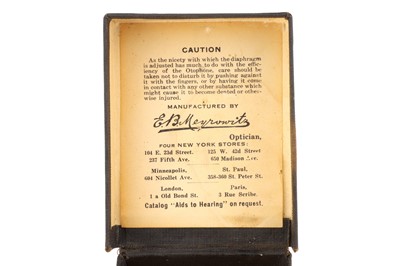 CAUTION
As the nicety with which the diaphragm
is adjusted has much to do with the effic-
iency of the Otophone, care should be
taken not to disturb it by pushing against
it with the fingers, or by having it come
in contact with any other substance which
might cause it to become dented or other-
wise injured.
MANUFACTURED BY
E.B. Meyrowitz
Optician,
FOUR NEW YORK STORES:
104 E. 23d Street. 125 W. 42d Street
237 Fifth Ave. 650 Madison Ave.
Minneapolis, St. Paul,
604 Nicollet Ave. 358-360 St. Peter St.
London, Paris,
1 a Old Bond St. 3 Rue Scribe.
Catalog "Aids to Hearing" on request.